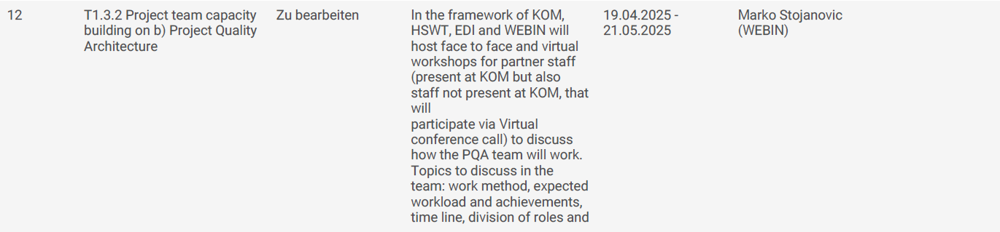 12
T1.3.2 Project team capacity
building on b) Project Quality
Architecture
Zu bearbeiten
In the framework of KOM,
HSWT, EDI and WEBIN will
host face to face and virtual
workshops for partner staff
(present at KOM but also
staff not present at KOM, that
will
participate via Virtual
conference call) to discuss
how the PQA team will work.
Topics to discuss in the
team: work method, expected
workload and achievements,
time line, division of roles and
19.04.2025 -
21.05.2025
Marko Stojanovic
(WEBIN)